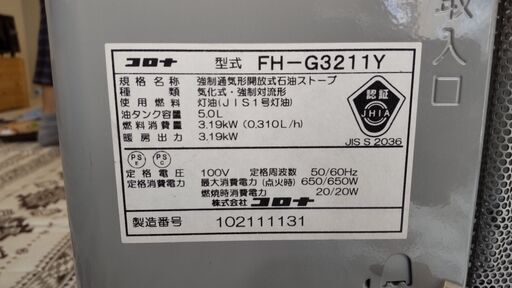 コロナ 型式 FH-G3211Y
規格名称 強制通気形開放式石油ストーブ
種類 気化式・強制対流形
使用燃料 灯油(JIS1号灯油)
油タンク容量 5.0L
燃料消費量 3.19kW (0.310L/h)
暖房出力 3.19kW
認証
JHIA
JIS S 2036
PS E PS C
定格電圧 100V 定格周波数 50/60Hz
定格消費電力 最大消費電力(点火時) 650/650W
燃焼時消費電力 20/20W
株式会社 コロナ
製造番号 102111131
取入口